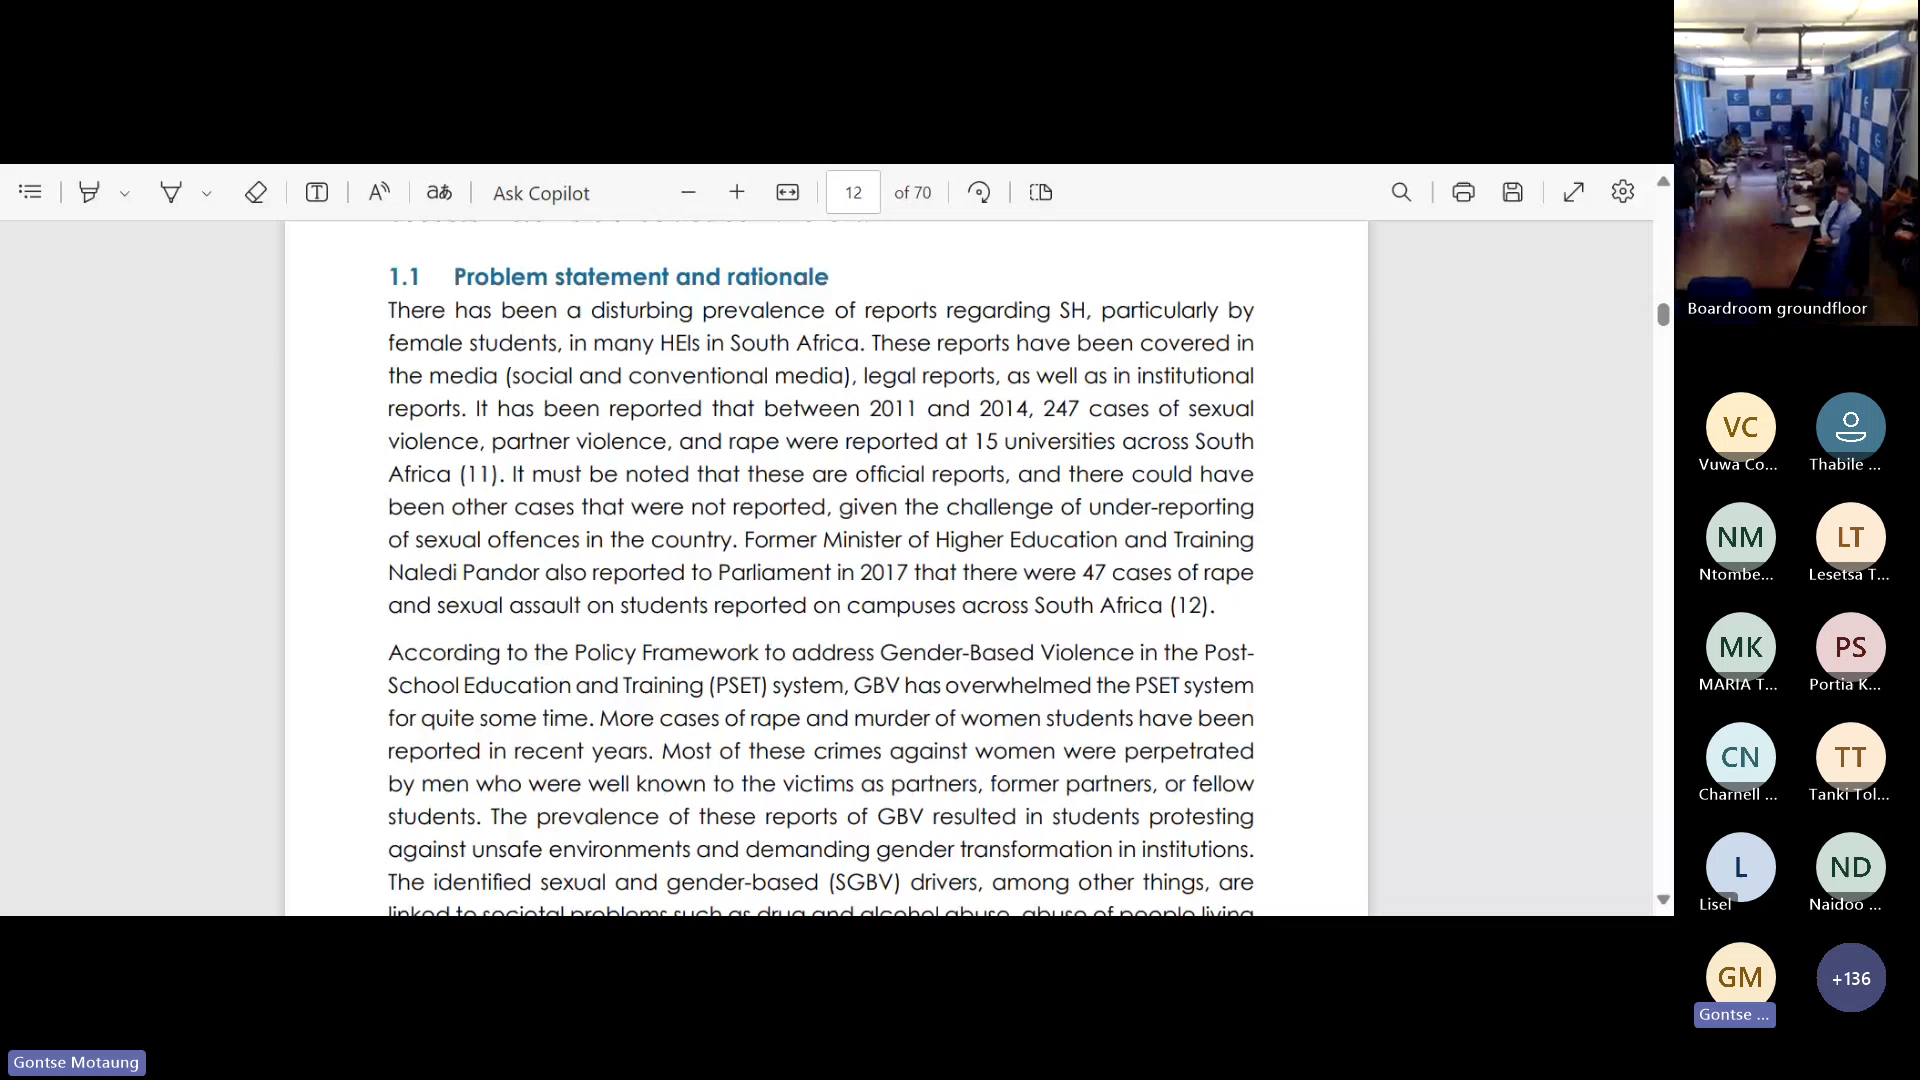 Ask Copilot
12
of 70
1.1 Problem statement and rationale
There has been a disturbing prevalence of reports regarding SH, particularly by
female students, in many HEIs in South Africa. These reports have been covered in
the media (social and conventional media), legal reports, as well as in institutional
reports. It has been reported that between 2011 and 2014, 247 cases of sexual
violence, partner violence, and rape were reported at 15 universities across South
Africa (11). It must be noted that these are official reports, and there could have
been other cases that were not reported, given the challenge of under-reporting
of sexual offences in the country. Former Minister of Higher Education and Training
Naledi Pandor also reported to Parliament in 2017 that there were 47 cases of rape
and sexual assault on students reported on campuses across South Africa (12).
According to the Policy Framework to address Gender-Based Violence in the Post-
School Education and Training (PSET) system, GBV has overwhelmed the PSET system
for quite some time. More cases of rape and murder of women students have been
reported in recent years. Most of these crimes against women were perpetrated
by men who were well known to the victims as partners, former partners, or fellow
students. The prevalence of these reports of GBV resulted in students protesting
against unsafe environments and demanding gender transformation in institutions.
The identified sexual and gender-based (SGBV) drivers, among other things, are
linked to societal problems such as drug and alcohol abuse, abuse of people living
Boardroom groundfloor
VC
Vuwa Co...
Thabile ...
NM
Ntombe...
LT
Lesetsa T...
MK
MARIA T...
PS
Portia K...
CN
Charnell ...
TT
Tanki Tol...
L
Lisel
ND
Naidoo ...
GM
Gontse ...
+136
Gontse Motaung